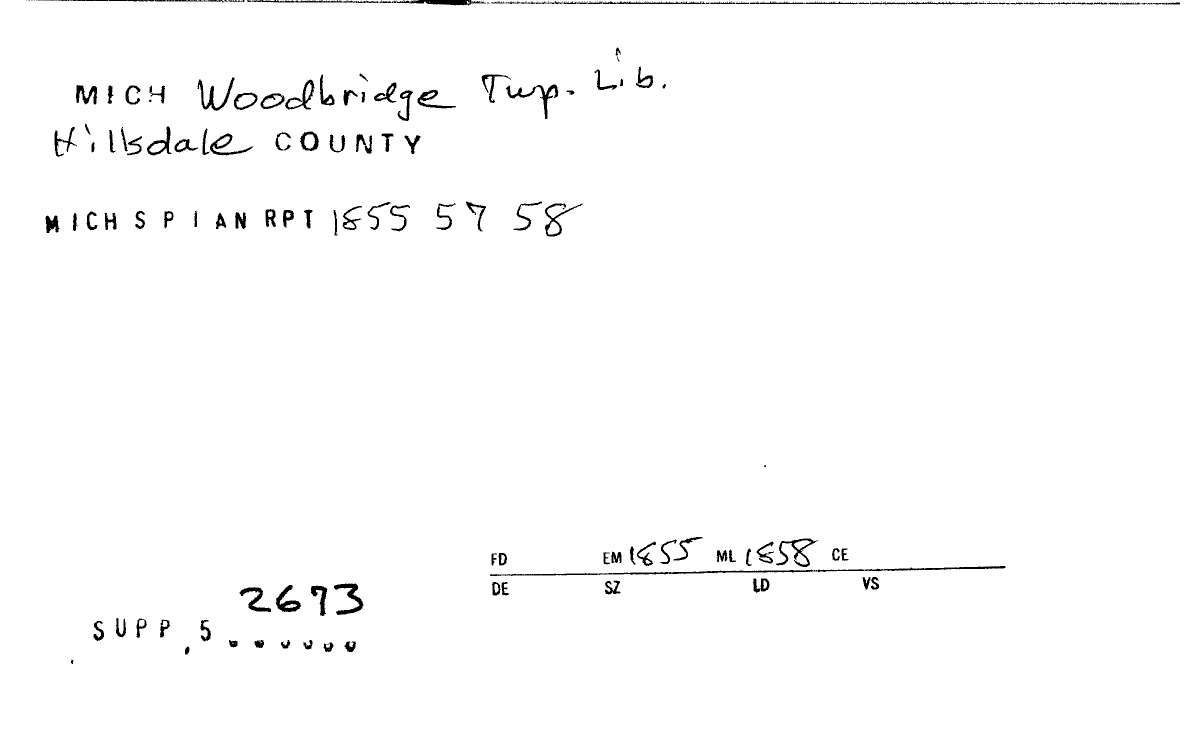 MICH Woodbridge Twp. Lib.
Hillsdale COUNTY
MICH S P I AN RPT 1855 57 58
FD EM 1855 ML 1858 CE
DE SZ LD VS
2673
SUPP, 5 . . . . . .